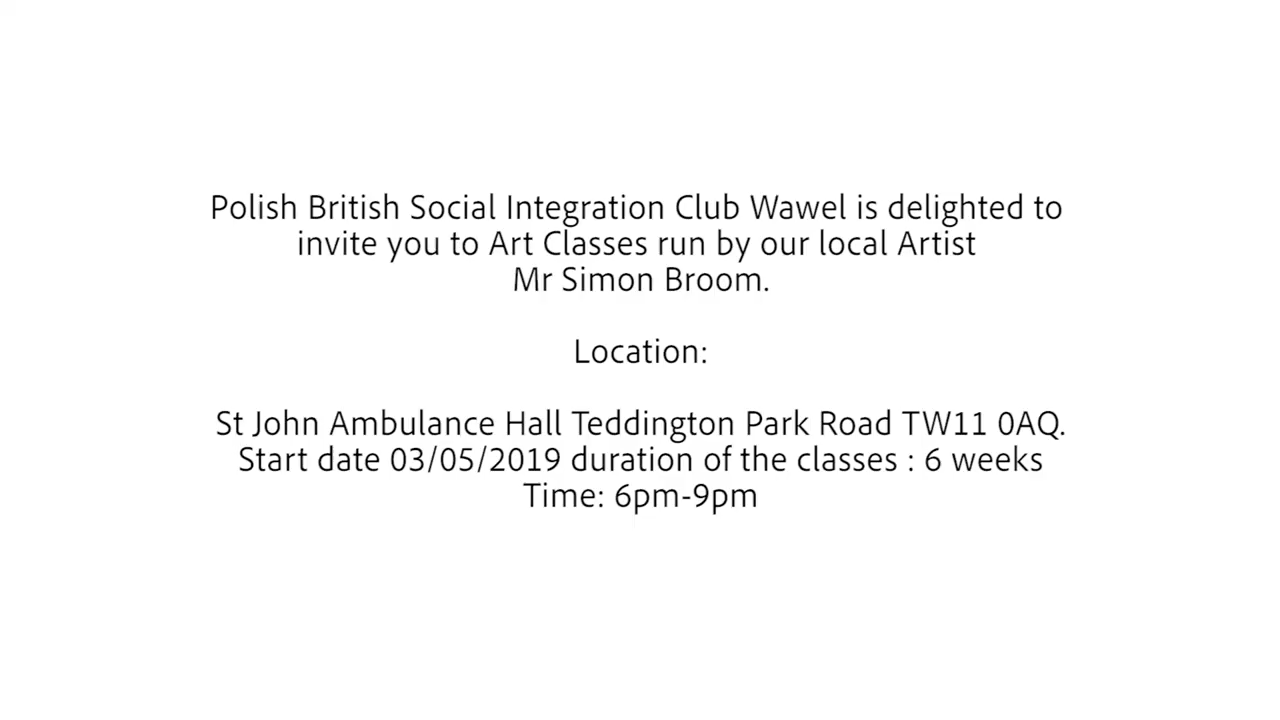 Polish British Social Integration Club Wawel is delighted to
invite you to Art Classes run by our local Artist
Mr Simon Broom.
Location:
St John Ambulance Hall Teddington Park Road TW11 0AQ.
Start date 03/05/2019 duration of the classes : 6 weeks
Time: 6pm-9pm